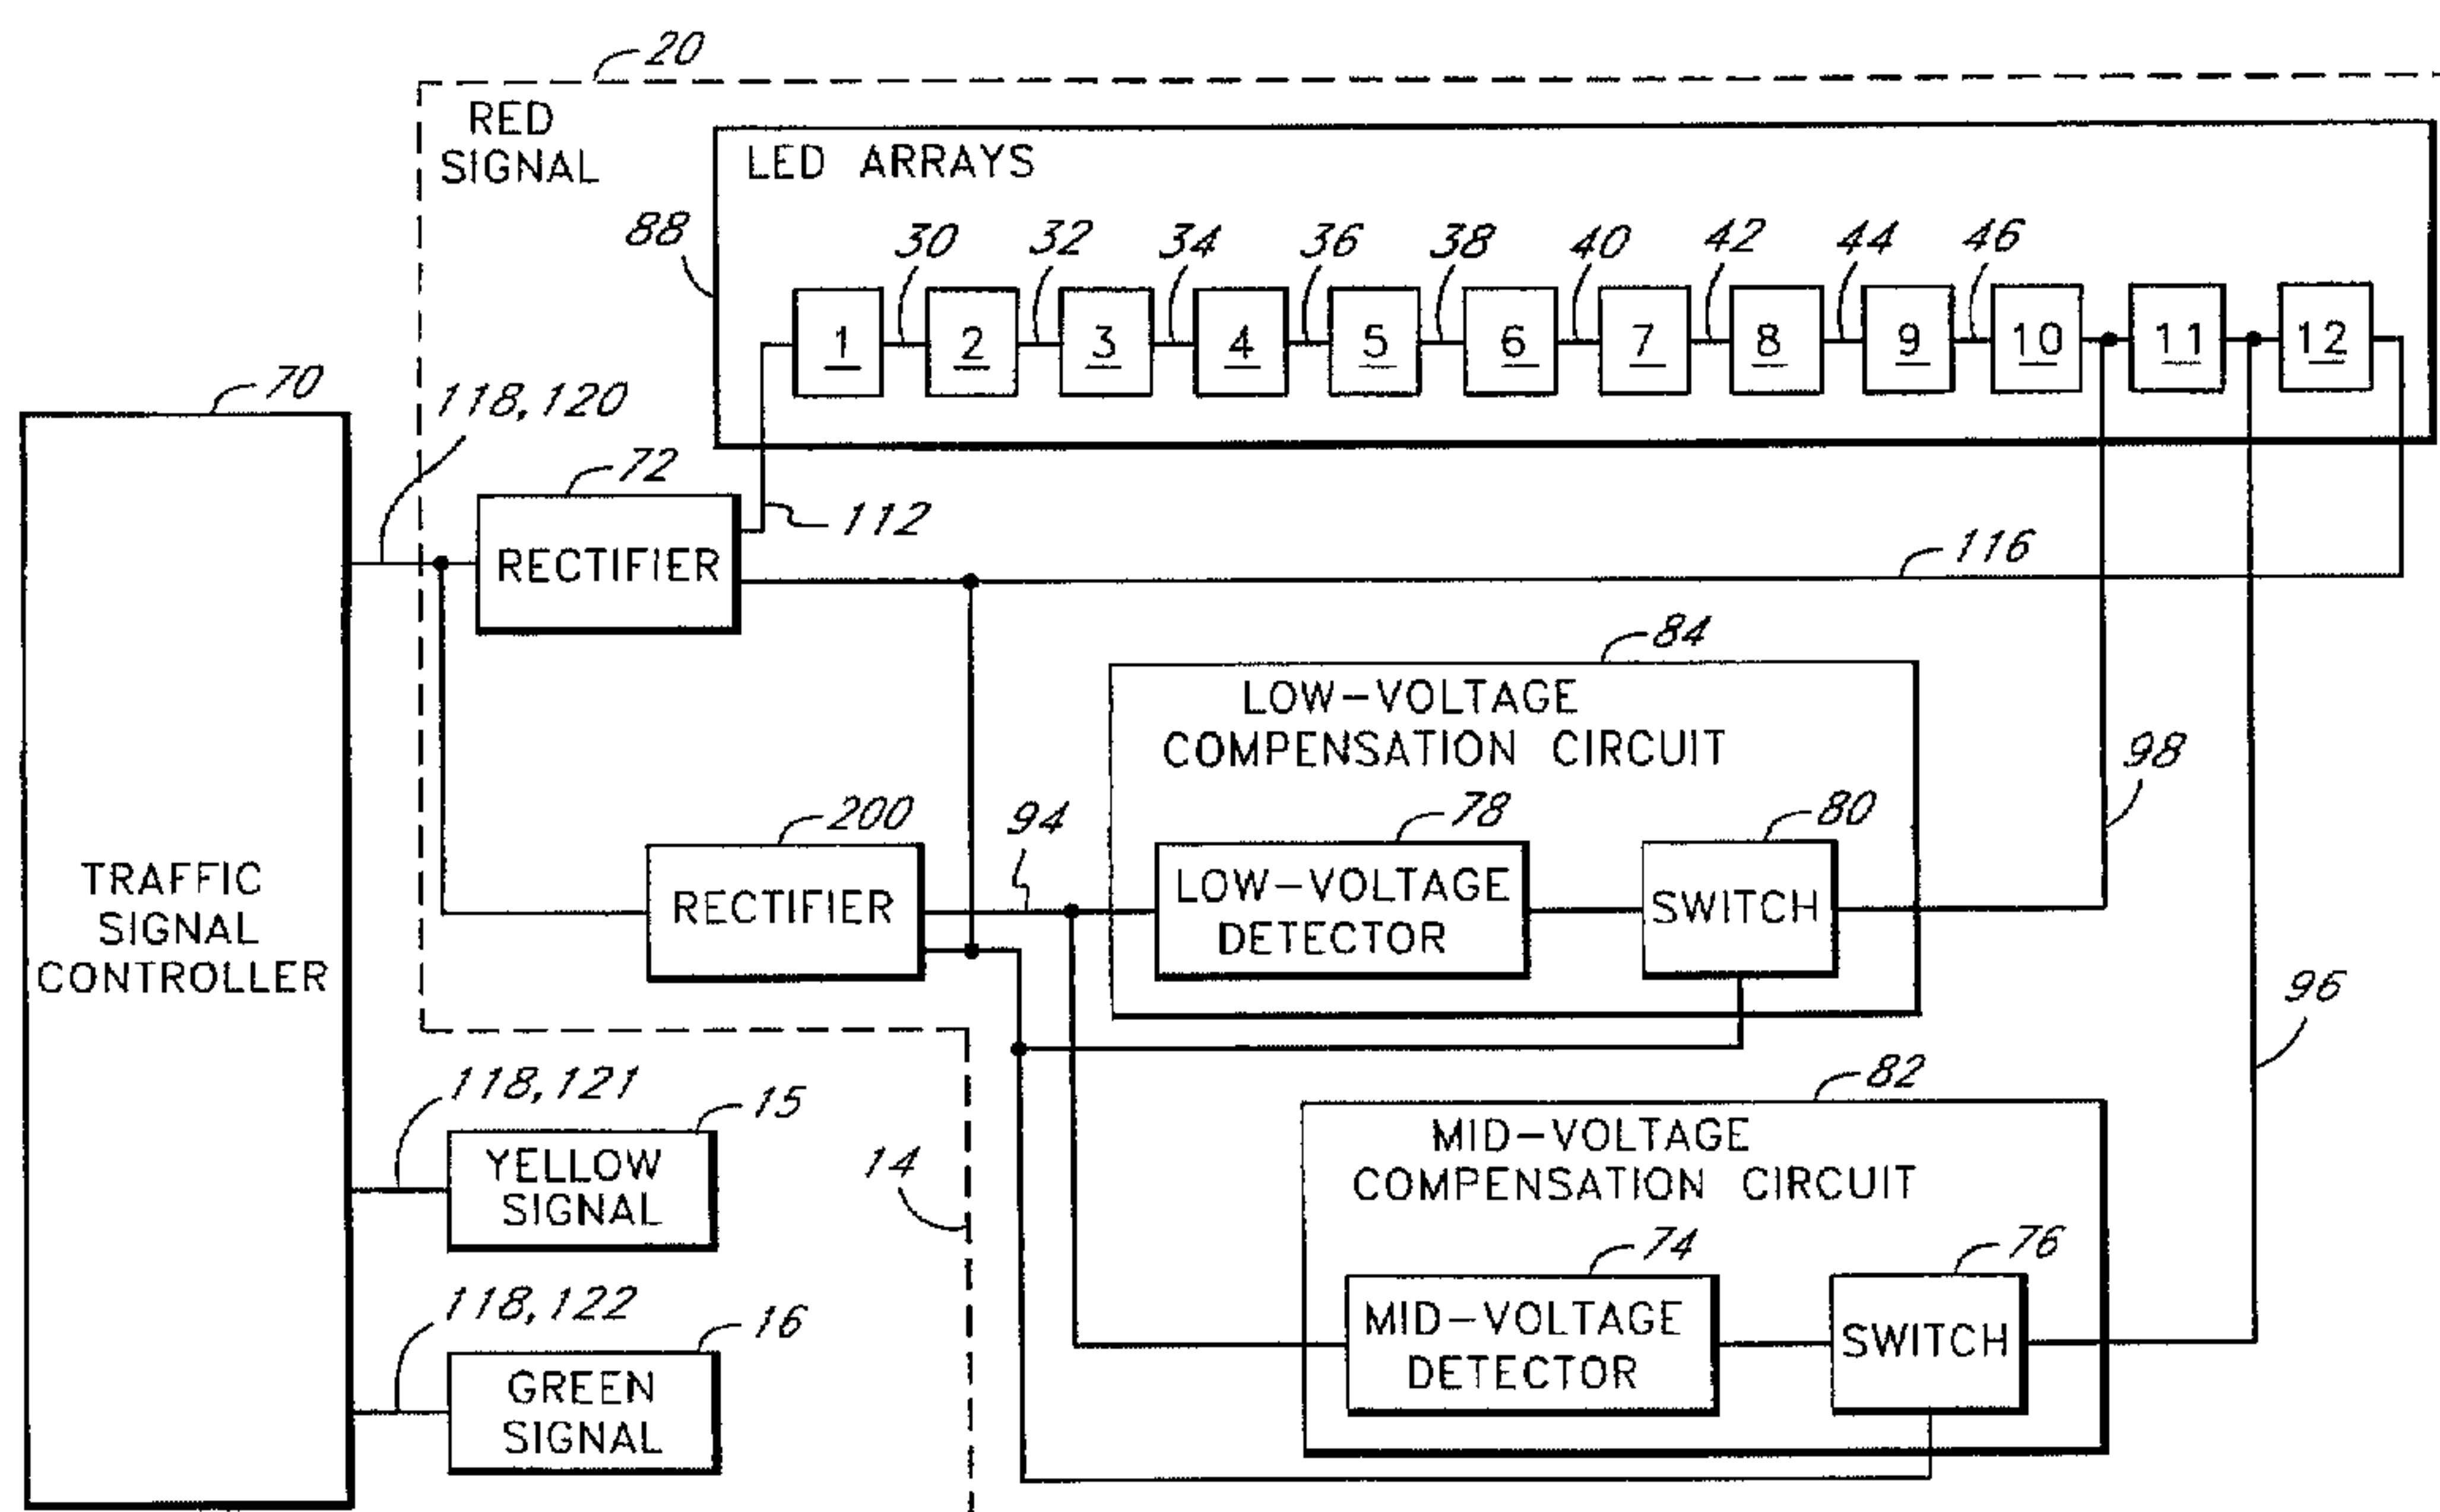 20
RED
SIGNAL
LED ARRAYS
88
30 32 34 36 38 40 42 44 46
1 2 3 4 5 6 7 8 9 10 11 12
70
118, 120
72
112
RECTIFIER
116
84
LOW-VOLTAGE
COMPENSATION CIRCUIT
98
200
94
78
80
RECTIFIER
LOW-VOLTAGE
DETECTOR
SWITCH
TRAFFIC
SIGNAL
CONTROLLER
96
82
118, 121
15
YELLOW
SIGNAL
14
MID-VOLTAGE
COMPENSATION CIRCUIT
74
76
118, 122
16
MID-VOLTAGE
DETECTOR
SWITCH
GREEN
SIGNAL